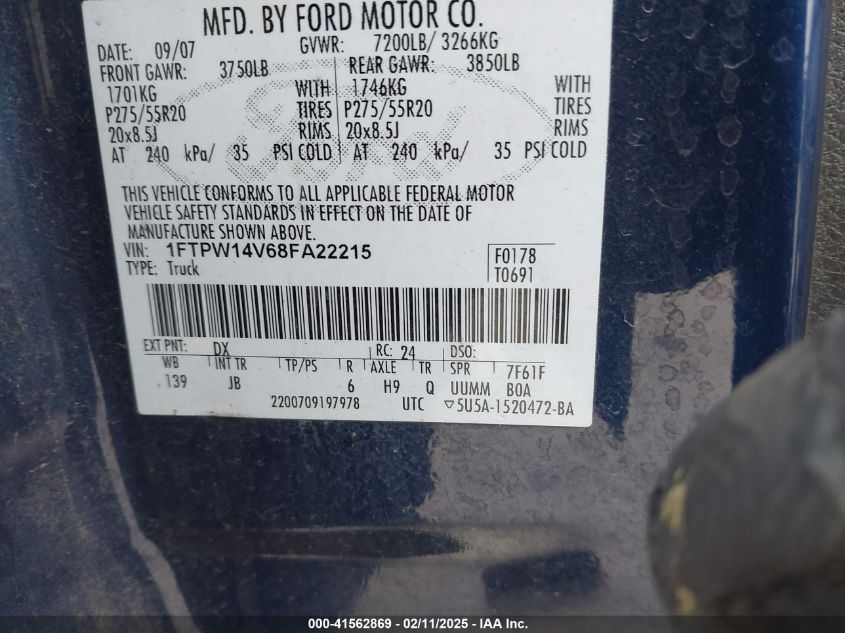 MFD. BY FORD MOTOR CO.
DATE: 09/07 GVWR: 7200LB/ 3266KG
FRONT GAWR: 3750LB REAR GAWR: 3850LB
1701KG WITH 1746KG WITH
P275/55R20 TIRES P275/55R20 TIRES
20x8.5J RIMS 20x8.5J RIMS
AT 240 kPa/ 35 PSI COLD AT 240 kPa/ 35 PSI COLD
THIS VEHICLE CONFORMS TO ALL APPLICABLE FEDERAL MOTOR
VEHICLE SAFETY STANDARDS IN EFFECT ON THE DATE OF
MANUFACTURE SHOWN ABOVE.
VIN: 1FTPW14V68FA22215 F0178
TYPE: Truck T0691
EXT PNT: DX RC: 24 DSO:
WB INT TR TP/PS R AXLE TR SPR 7F61F
139 JB 6 H9 Q UUMM BOA
2200709197978 UTC ▽5U5A-1520472-BA
Ford
000-41562869 - 02/11/2025 - IAA Inc.